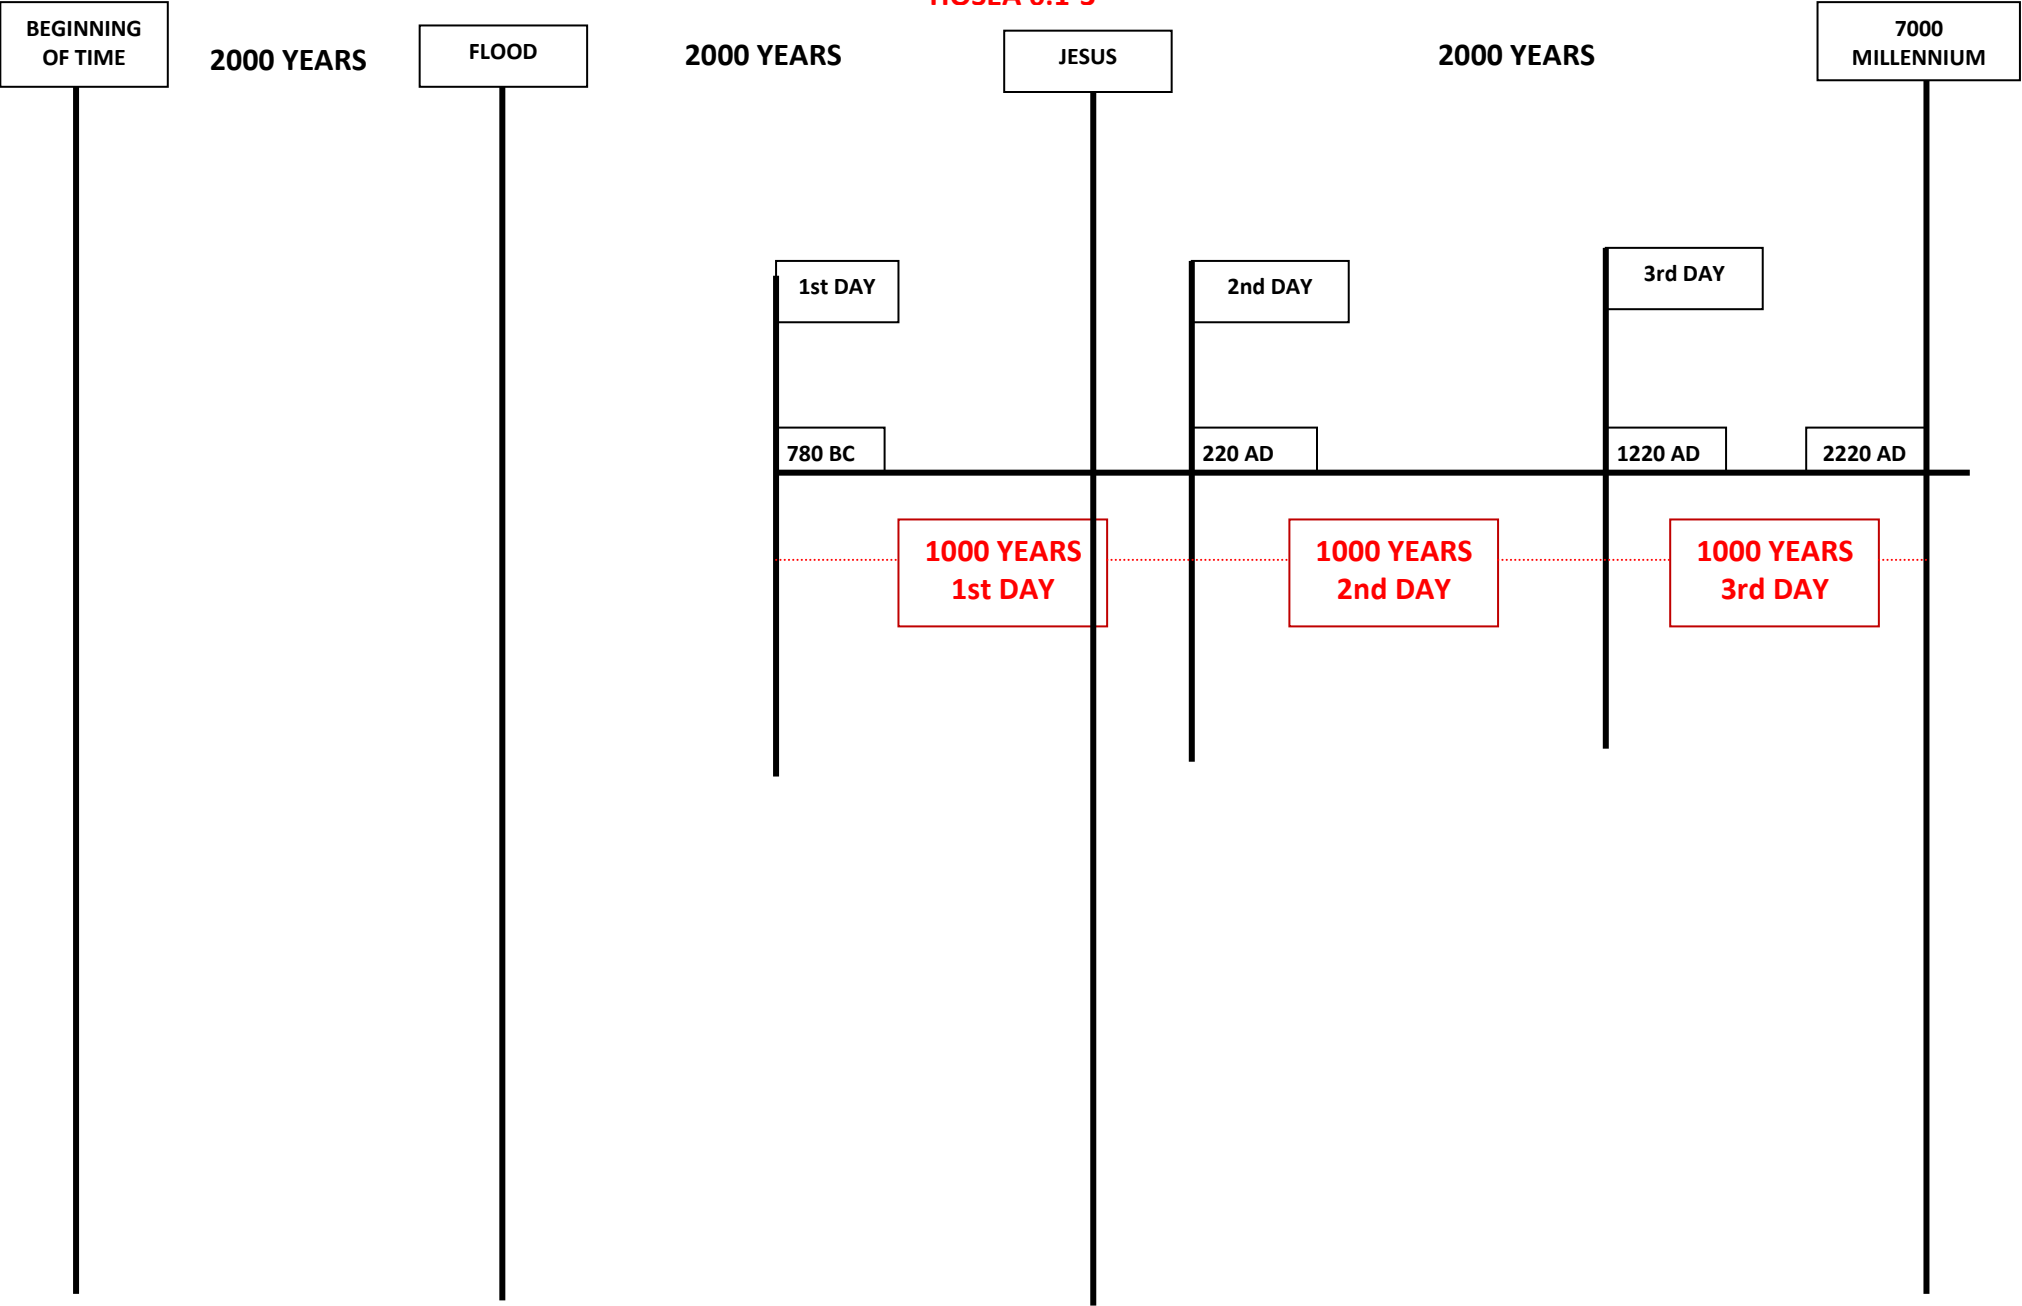 BEGINNING
OF TIME
2000 YEARS
FLOOD
2000 YEARS
JESUS
2000 YEARS
7000
MILLENNIUM
1st DAY
2nd DAY
3rd DAY
780 BC
220 AD
1220 AD
2220 AD
1000 YEARS
1st DAY
1000 YEARS
2nd DAY
1000 YEARS
3rd DAY